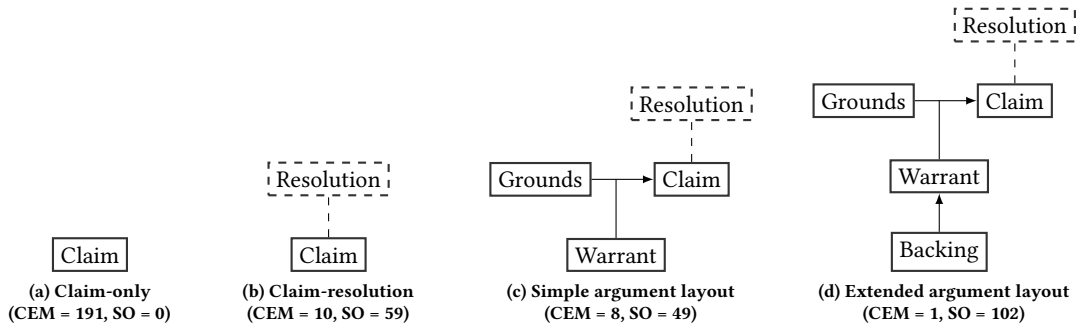 Resolution
Grounds
Claim
Warrant
Backing
Resolution
Grounds
Claim
Warrant
Resolution
Claim
Claim
(a) Claim-only
(CEM = 191, SO = 0)
(b) Claim-resolution
(CEM = 10, SO = 59)
(c) Simple argument layout
(CEM = 8, SO = 49)
(d) Extended argument layout
(CEM = 1, SO = 102)